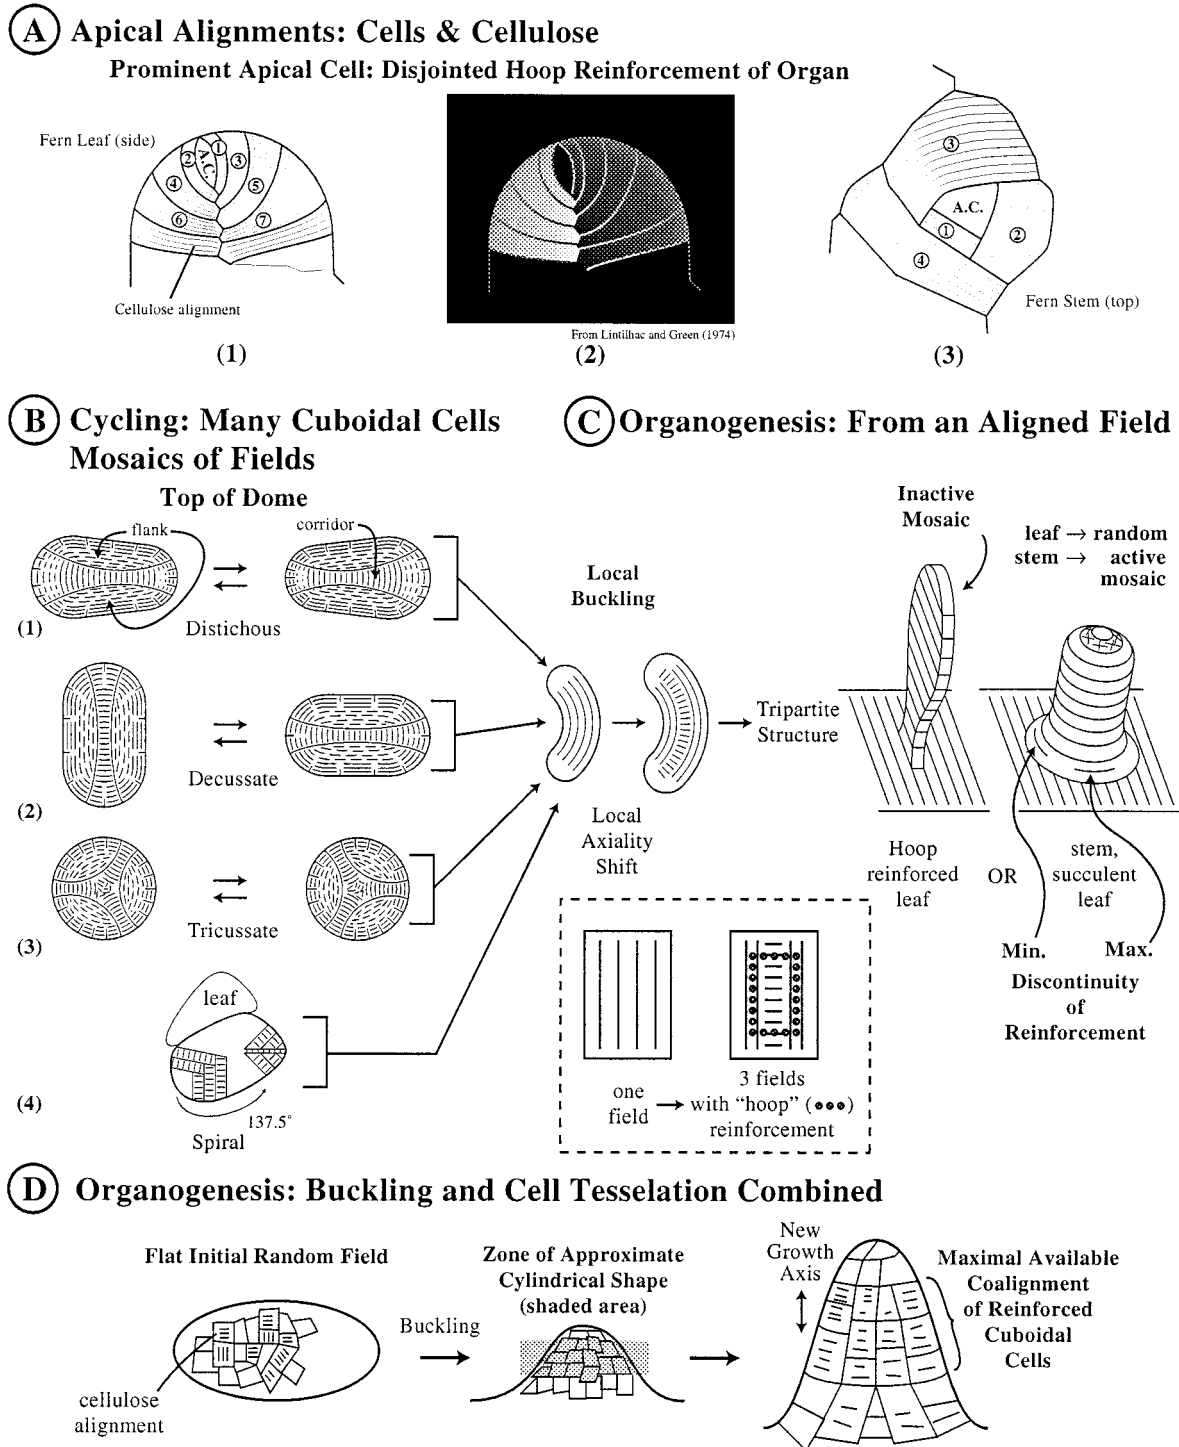 A Apical Alignments: Cells & Cellulose
Prominent Apical Cell: Disjointed Hoop Reinforcement of Organ
Fern Leaf (side)
1
2
A.C.
3
4
5
6
7
Cellulose alignment
(1)
From Lintilhac and Green (1974)
(2)
3
A.C.
1
2
4
Fern Stem (top)
(3)
B Cycling: Many Cuboidal Cells
Mosaics of Fields
Top of Dome
flank
corridor
(1)
Distichous
Decussate
(2)
Tricussate
(3)
leaf
(4)
137.5°
Spiral
C Organogenesis: From an Aligned Field
Inactive
Mosaic
leaf → random
stem → active
mosaic
Local
Buckling
Tripartite
Structure
Local
Axiality
Shift
Hoop
reinforced
leaf
OR
stem,
succulent
leaf
Min.
Max.
Discontinuity
of
Reinforcement
one
field
3 fields
with "hoop" ( )
reinforcement
D Organogenesis: Buckling and Cell Tesselation Combined
Flat Initial Random Field
cellulose
alignment
Buckling
Zone of Approximate
Cylindrical Shape
(shaded area)
New
Growth
Axis
Maximal Available
Coalignment
of Reinforced
Cuboidal
Cells